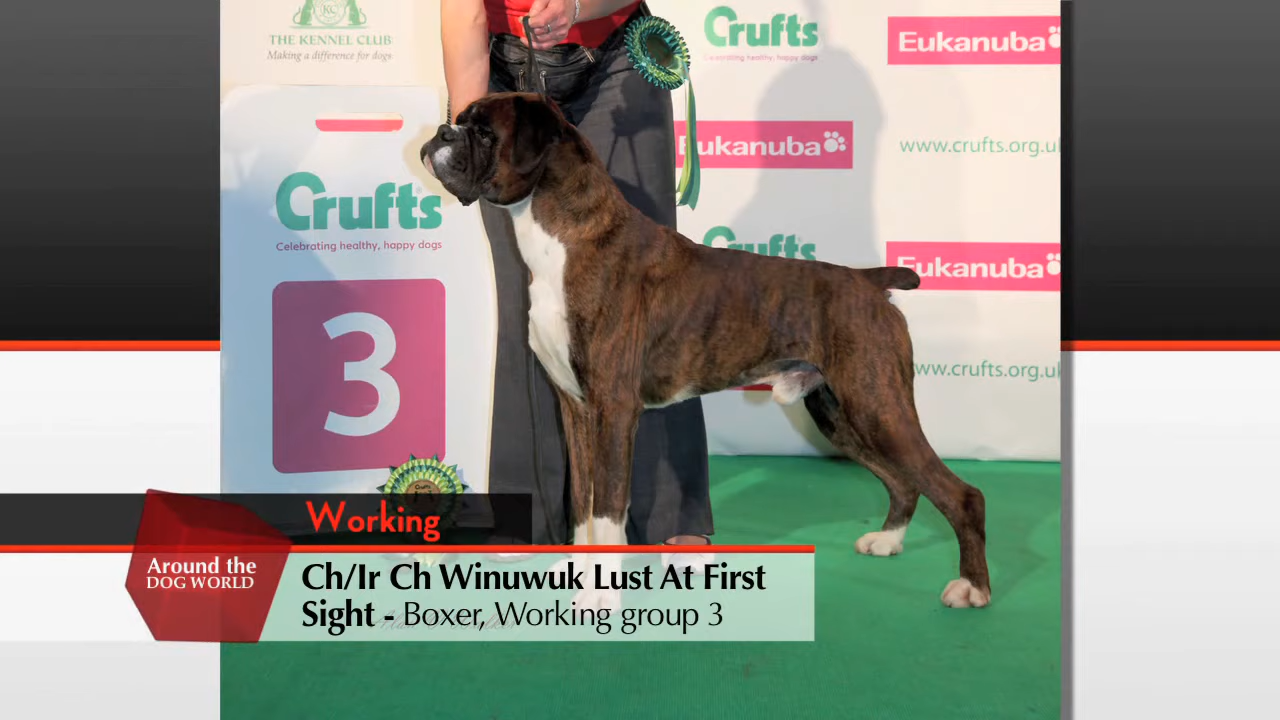 KC
THE KENNEL CLUB
Making a difference for dogs
Crufts
Celebrating healthy, happy dogs
Eukanuba
Eukanuba
www.crufts.org.u
Crufts
Celebrating healthy, happy dogs
Crufts
Eukanuba
3
www.crufts.org.u
Crufts
Working
Around the
DOG WORLD
Ch/Ir Ch Winuwuk Lust At First
Sight - Boxer, Working group 3